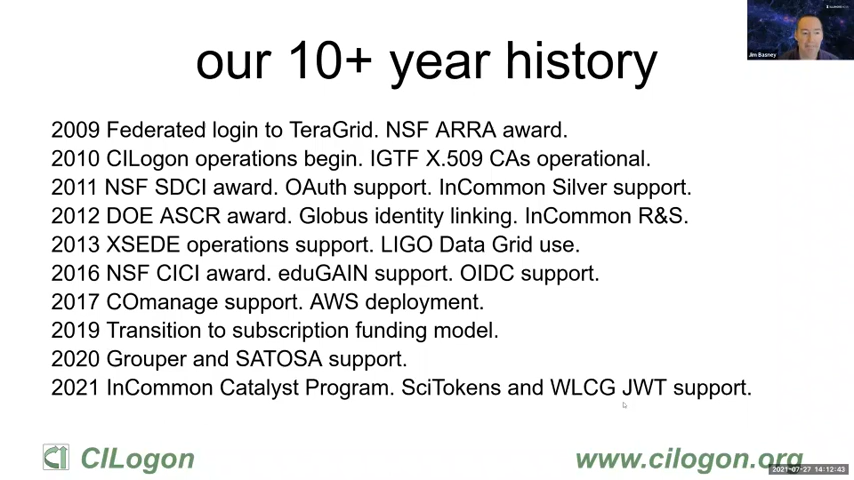 our 10+ year history
Jim Basney
2009 Federated login to TeraGrid. NSF ARRA award.
2010 CILogon operations begin. IGTF X.509 CAs operational.
2011 NSF SDCI award. OAuth support. InCommon Silver support.
2012 DOE ASCR award. Globus identity linking. InCommon R&S.
2013 XSEDE operations support. LIGO Data Grid use.
2016 NSF CICI award. eduGAIN support. OIDC support.
2017 COmanage support. AWS deployment.
2019 Transition to subscription funding model.
2020 Grouper and SATOSA support.
2021 InCommon Catalyst Program. SciTokens and WLCG JWT support.
CILogon
www.cilogon.org
2021-07-27 14:12:43